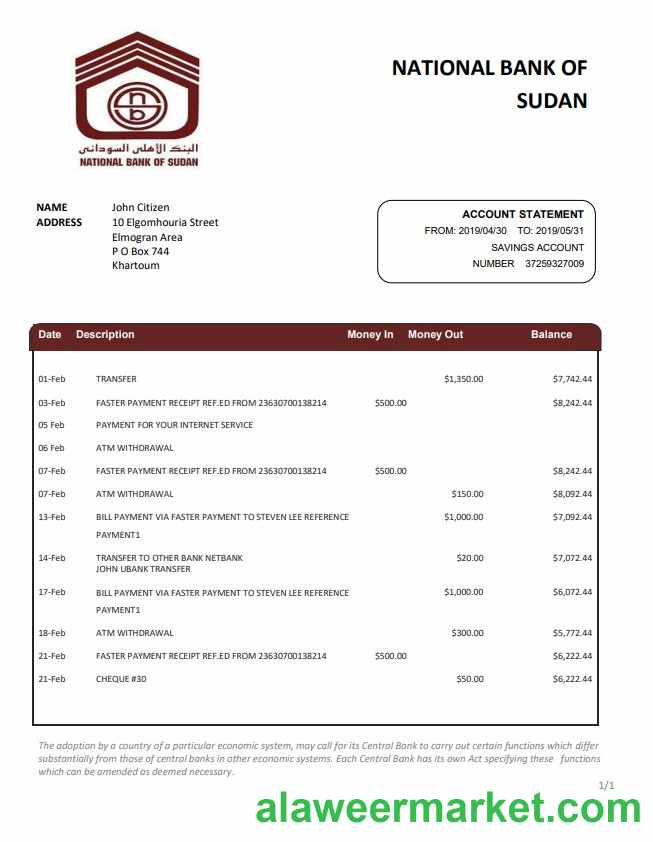 البنك الأهلي السوداني
NATIONAL BANK OF SUDAN
NATIONAL BANK OF
SUDAN
NAME John Citizen
ADDRESS 10 Elgomhouria Street
Elmogran Area
P O Box 744
Khartoum
ACCOUNT STATEMENT
FROM: 2019/04/30 TO: 2019/05/31
SAVINGS ACCOUNT
NUMBER 37259327009
Date Description Money In Money Out Balance
01-Feb TRANSFER $1,350.00 $7,742.44
03-Feb FASTER PAYMENT RECEIPT REF.ED FROM 23630700138214 $500.00 $8,242.44
05 Feb PAYMENT FOR YOUR INTERNET SERVICE
06 Feb ATM WITHDRAWAL
07-Feb FASTER PAYMENT RECEIPT REF.ED FROM 23630700138214 $500.00 $8,242.44
07-Feb ATM WITHDRAWAL $150.00 $8,092.44
13-Feb BILL PAYMENT VIA FASTER PAYMENT TO STEVEN LEE REFERENCE $1,000.00 $7,092.44
PAYMENT1
14-Feb TRANSFER TO OTHER BANK NETBANK $20.00 $7,072.44
JOHN UBANK TRANSFER
17-Feb BILL PAYMENT VIA FASTER PAYMENT TO STEVEN LEE REFERENCE $1,000.00 $6,072.44
PAYMENT1
18-Feb ATM WITHDRAWAL $300.00 $5,772.44
21-Feb FASTER PAYMENT RECEIPT REF.ED FROM 23630700138214 $500.00 $6,222.44
21-Feb CHEQUE #30 $50.00 $6,222.44
The adoption by a country of a particular economic system, may call for its Central Bank to carry out certain functions which differ
substantially from those of central banks in other economic systems. Each Central Bank has its own Act specifying these functions
which can be amended as deemed necessary.
1/1
alaweermarket.com